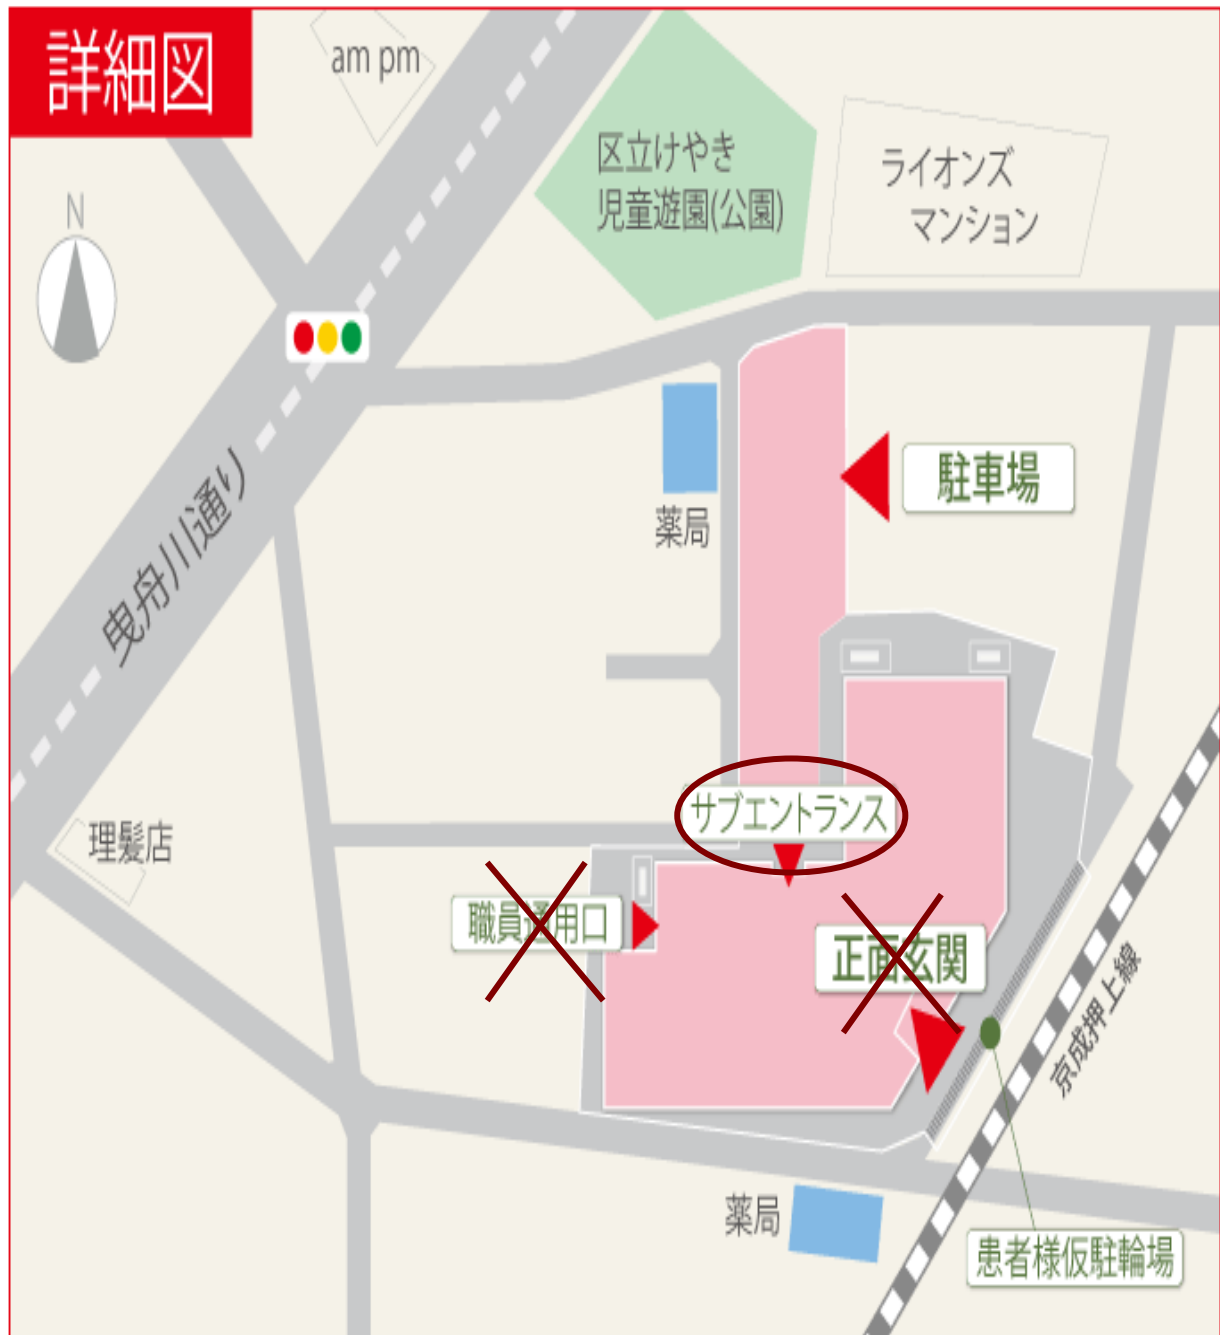 詳細図
am pm
N
区立けやき
児童遊園(公園)
ライオンズ
マンション
曳舟川通り
駐車場
薬局
サブエントランス
理髪店
職員通用口
正面玄関
京成押上線
薬局
患者様仮駐輪場